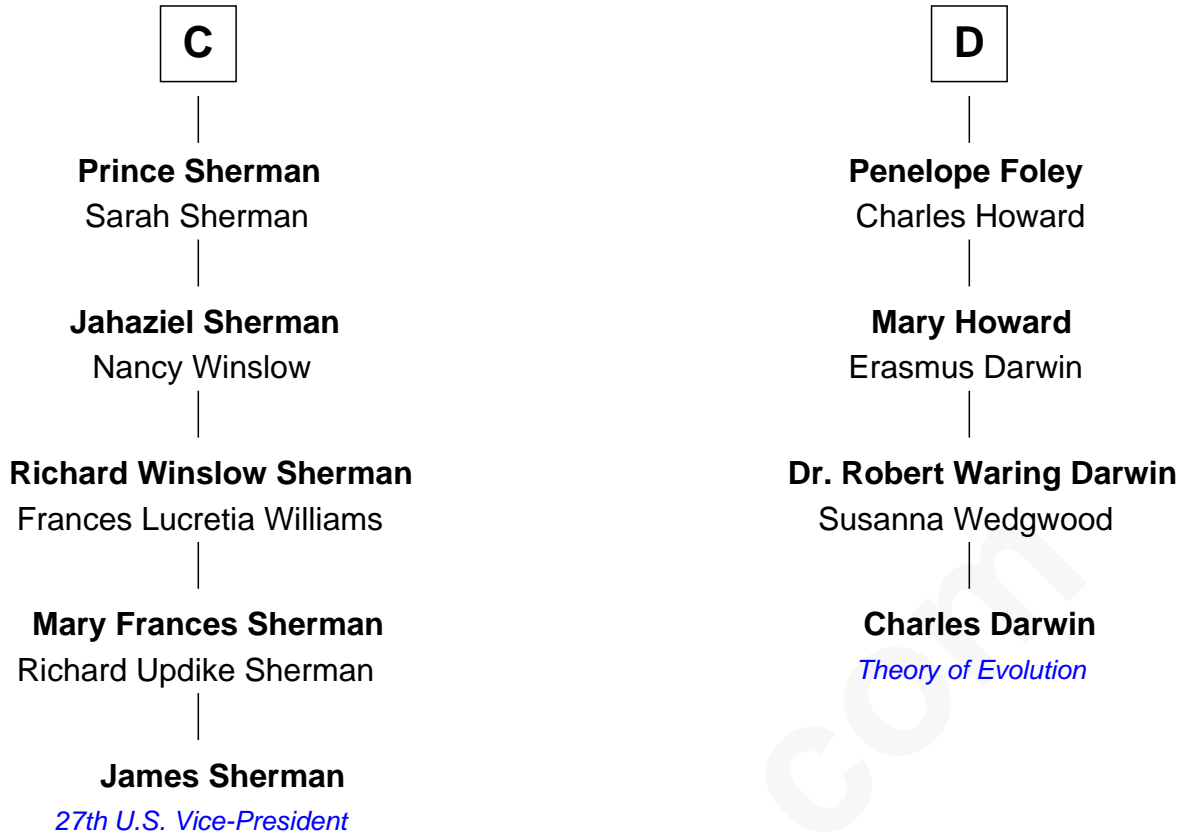 C
Prince Sherman
Sarah Sherman
Jahaziel Sherman
Nancy Winslow
Richard Winslow Sherman
Frances Lucretia Williams
Mary Frances Sherman
Richard Updike Sherman
James Sherman
27th U.S. Vice-President
D
Penelope Foley
Charles Howard
Mary Howard
Erasmus Darwin
Dr. Robert Waring Darwin
Susanna Wedgwood
Charles Darwin
Theory of Evolution
com